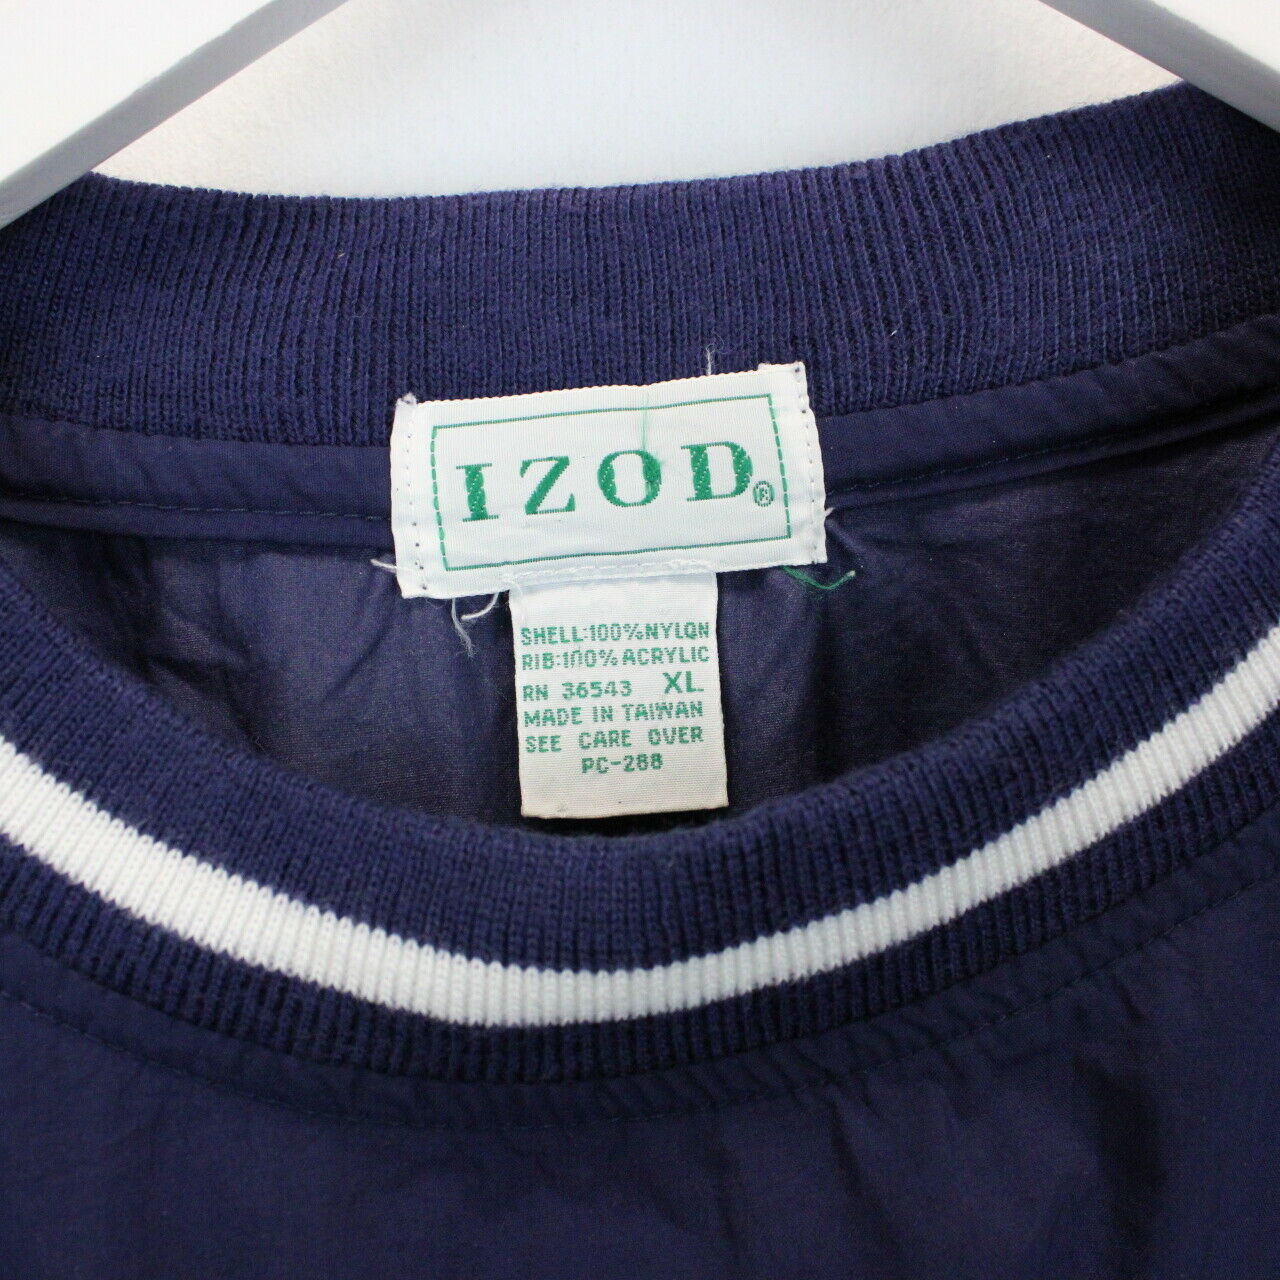 IZOD®
SHELL:100%NYLON
RIB:100%ACRYLIC
RN 36543 XL
MADE IN TAIWAN
SEE CARE OVER
PC-288